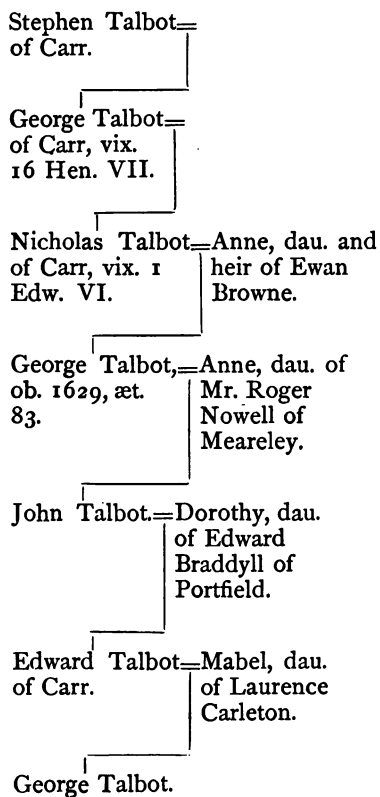 Stephen Talbot=
of Carr.
George Talbot=
of Carr, vix.
16 Hen. VII.
Nicholas Talbot=Anne, dau. and
of Carr, vix. 1 heir of Ewan
Edw. VI. Browne.
George Talbot,=Anne, dau. of
ob. 1629, æt. Mr. Roger
83. Nowell of
Meareley.
John Talbot.=Dorothy, dau.
of Edward
Braddyll of
Portfield.
Edward Talbot=Mabel, dau.
of Carr. of Laurence
Carleton.
George Talbot.